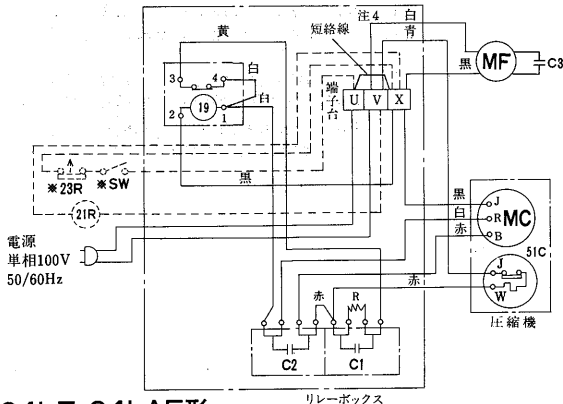 注4 白
黄 短絡線 青
白 黒 MF C3
3 4
白 端子台 U V X
19
2 1
※23R ※SW 黒
21R
黒 J
白 R MC
赤 B
電源
単相100V
50/60Hz
51C
J
赤 W
赤 R
圧縮機
C2 C1
リレーボックス